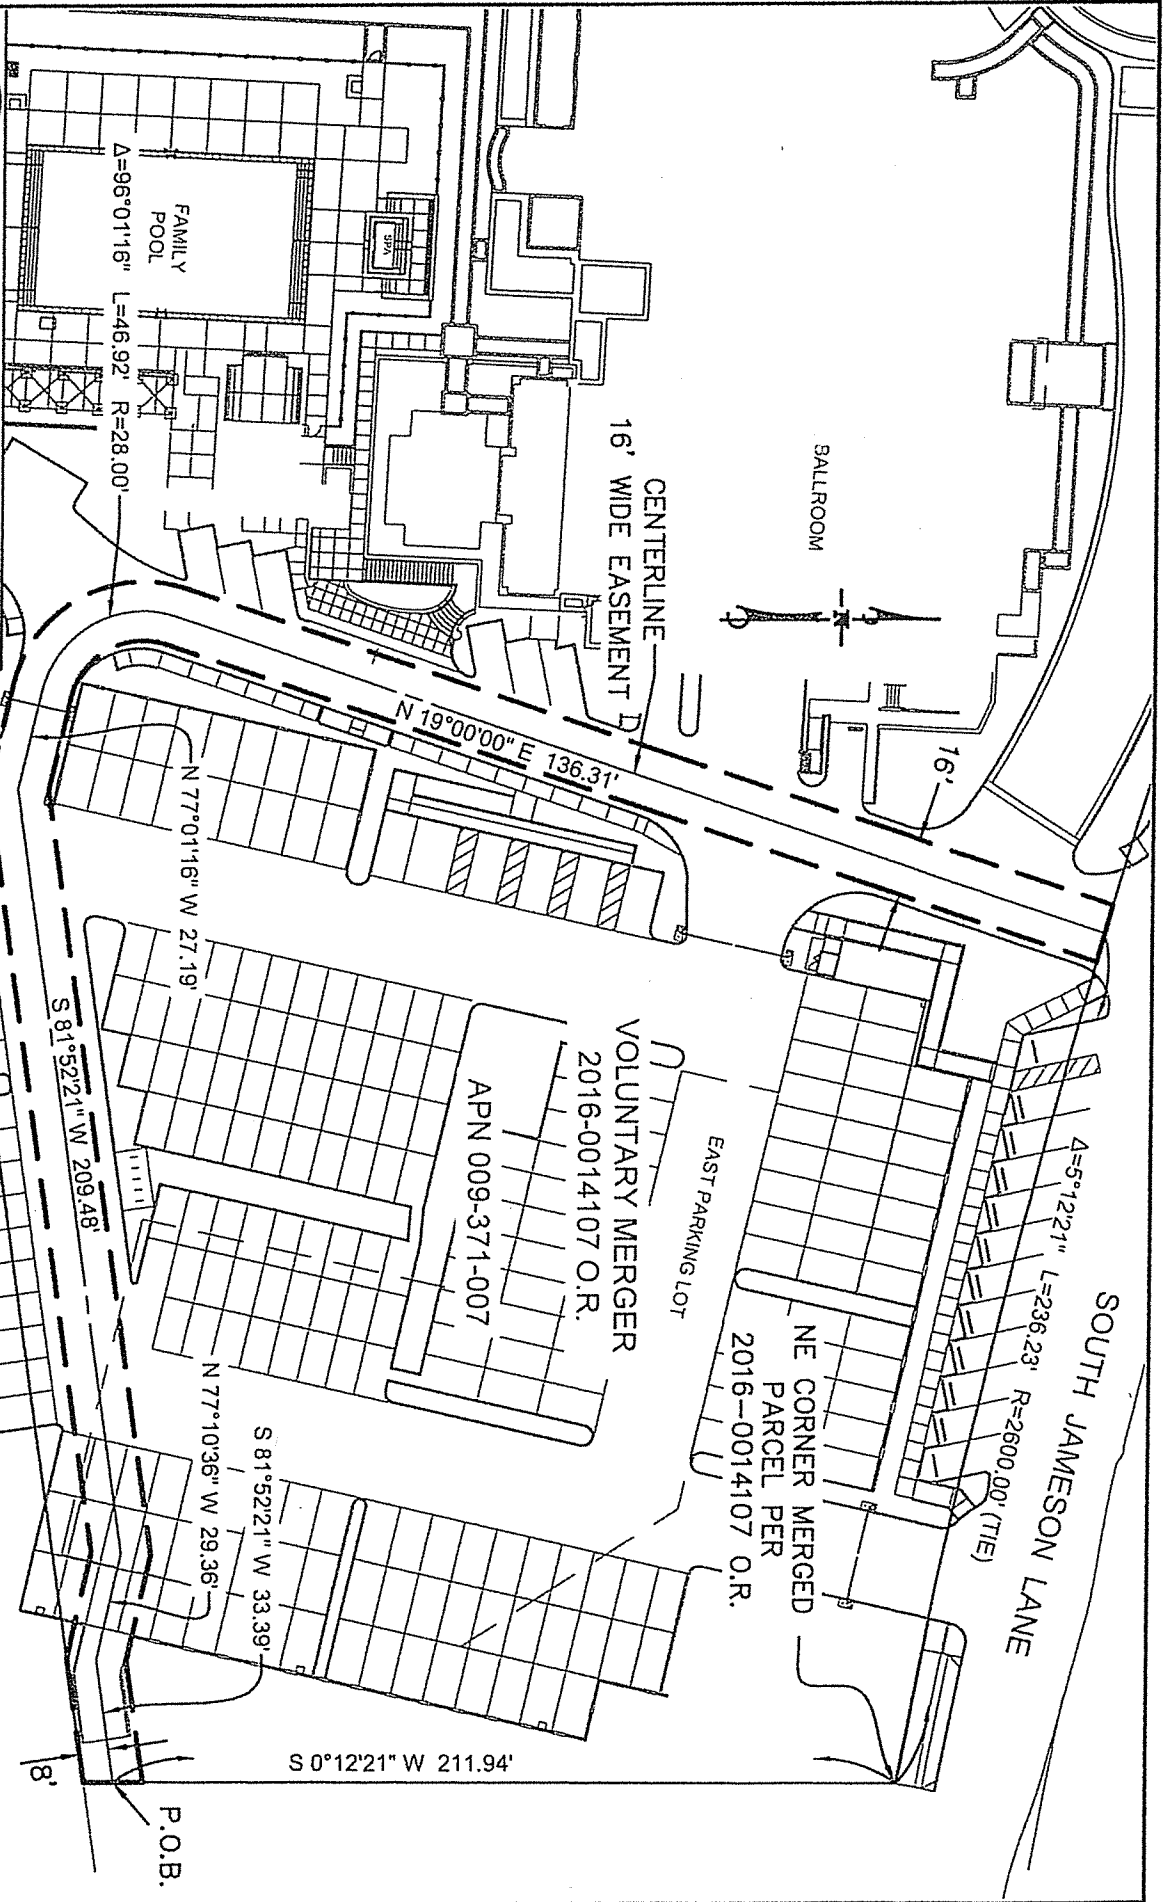 SOUTH JAMESON LANE
Δ=5°12'21" L=236.23' R=2600.00' (TIE)
16'
BALLROOM
N
NE CORNER MERGED
PARCEL PER
2016-0014107 O.R.
EAST PARKING LOT
CENTERLINE
16' WIDE EASEMENT
N 19°00'00" E 136.31'
VOLUNTARY MERGER
2016-0014107 O.R.
APN 009-371-007
SPA
FAMILY
POOL
Δ=96°01'16" L=46.92' R=28.00'
N 77°01'16" W 27.19'
S 81°52'21" W 209.48'
N 77°10'36" W 29.36'
S 81°52'21" W 33.39'
S 0°12'21" W 211.94'
8'
P.O.B.